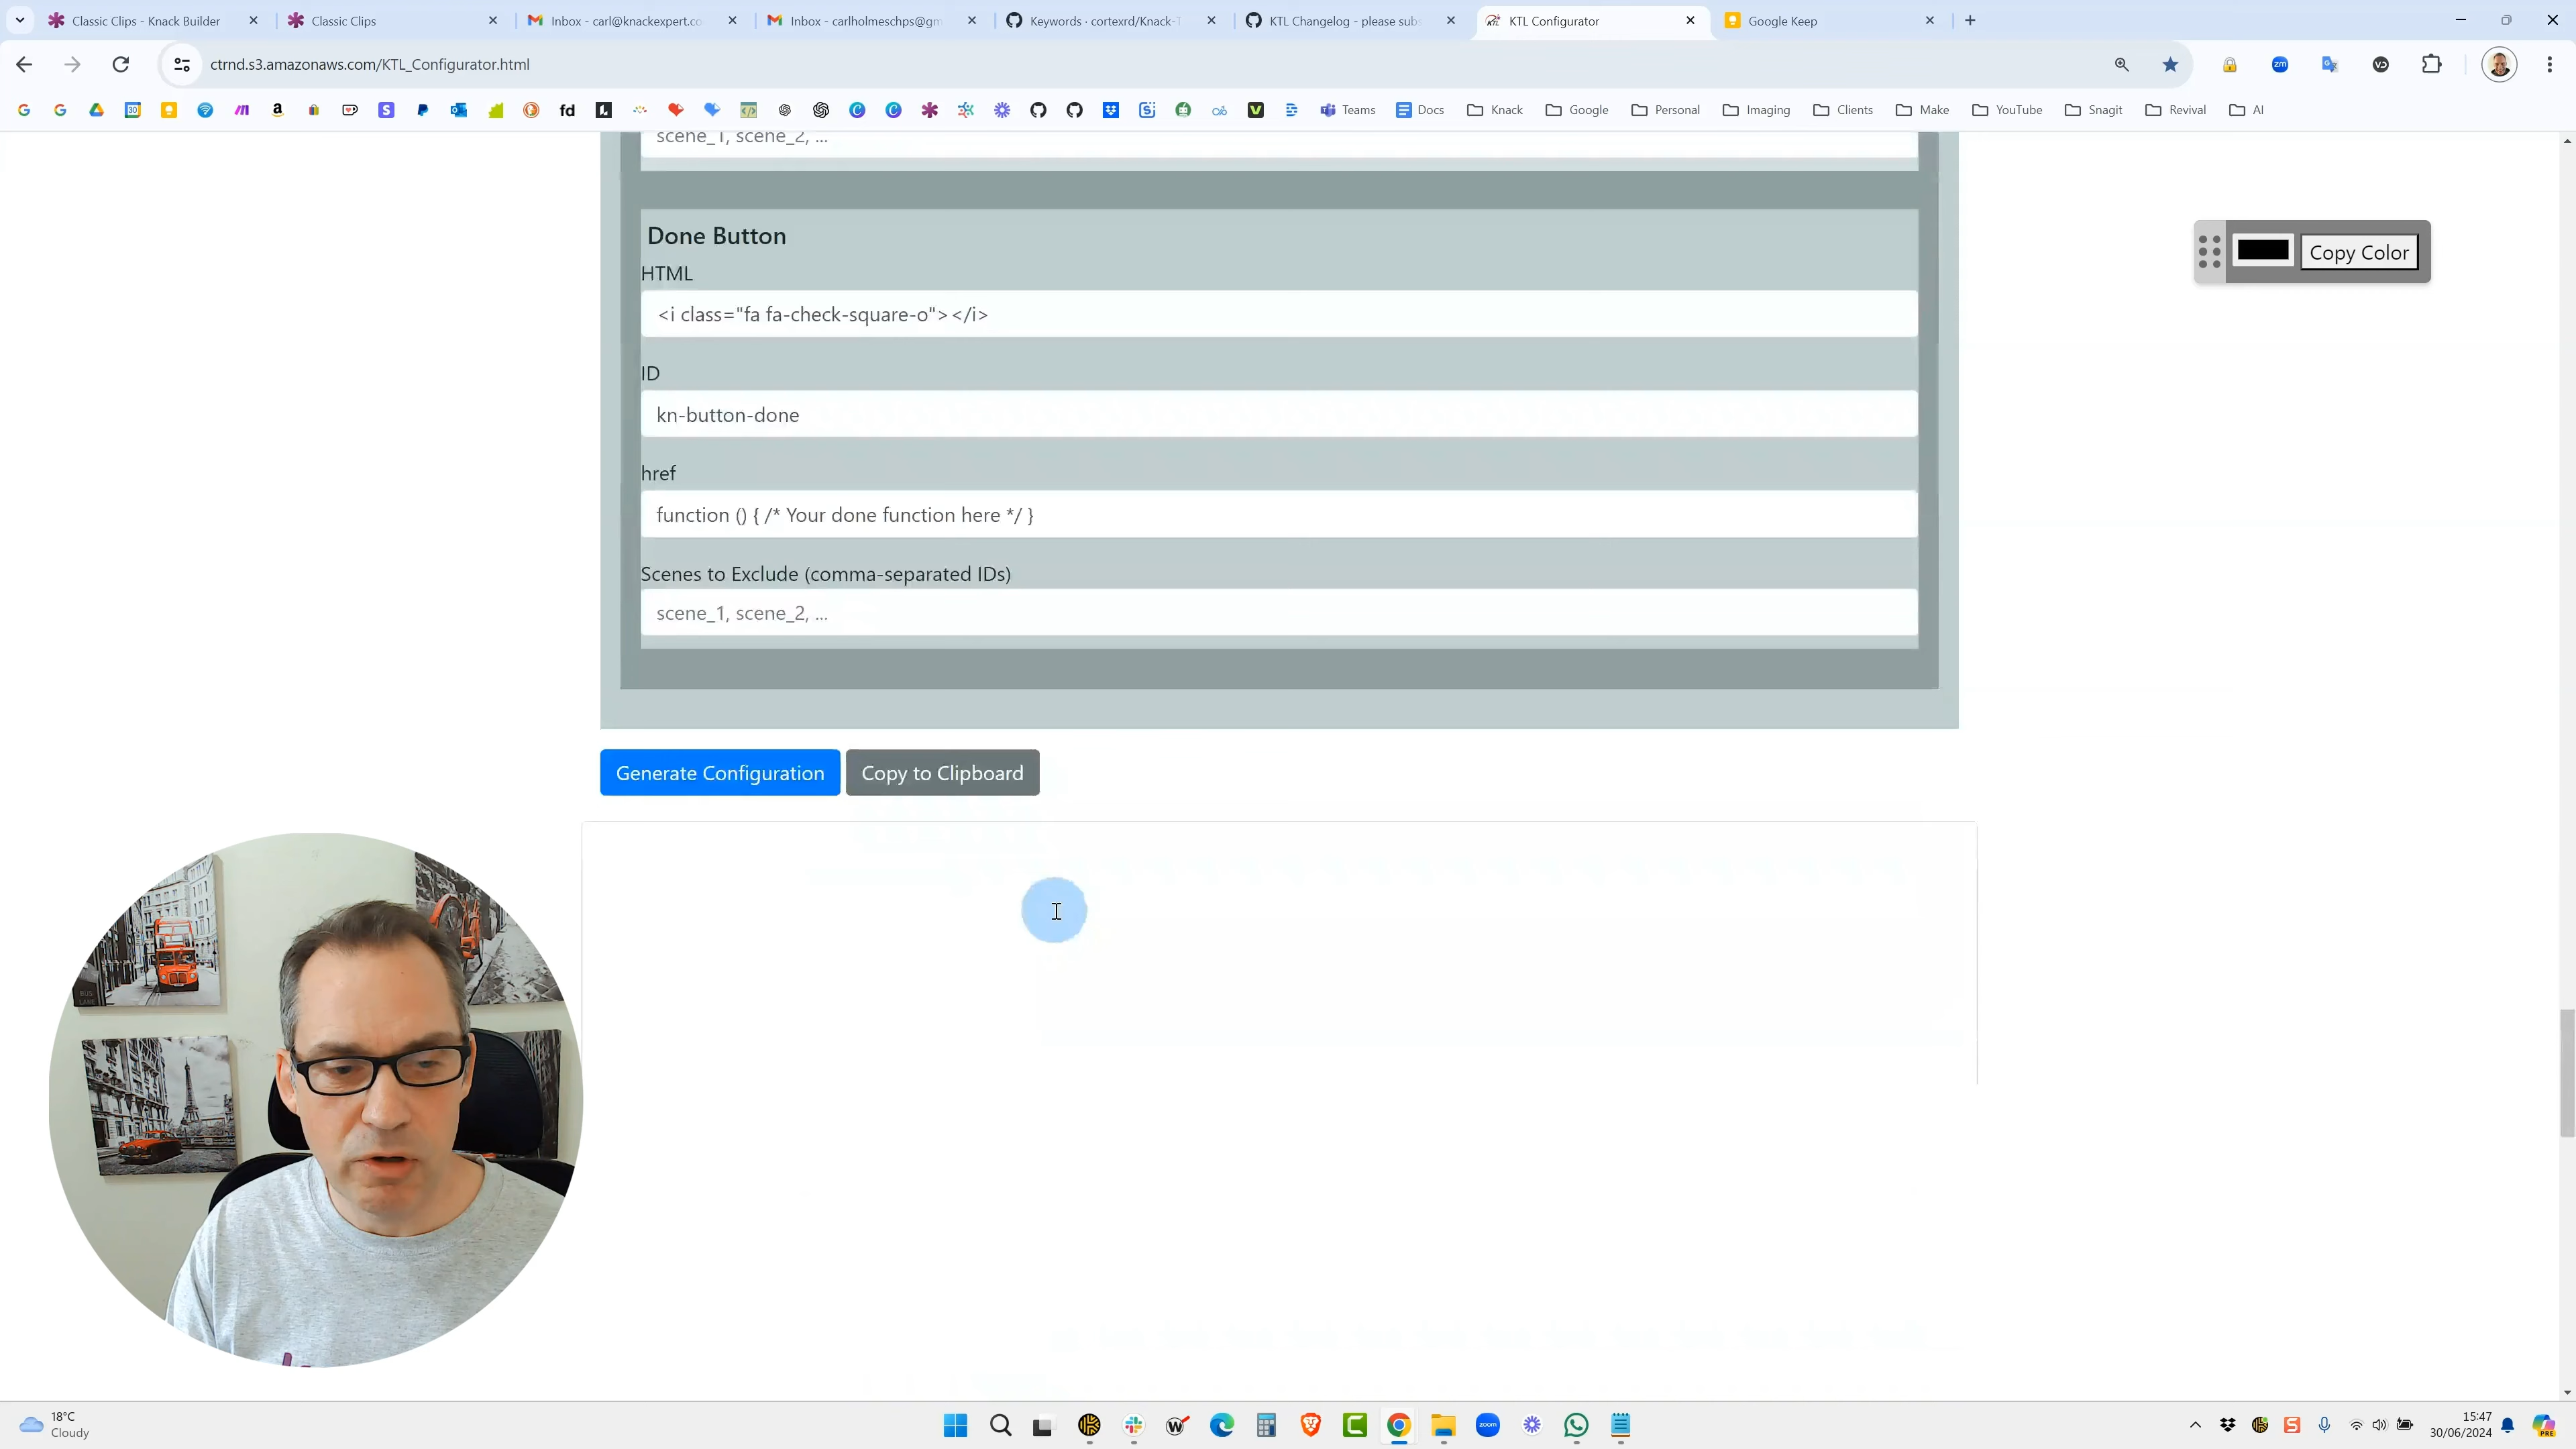 Classic Clips - Knack Builder
Classic Clips
Inbox - carl@knackexpert.co
Inbox - carlholmeschps@gm
Keywords · cortexrd/Knack-T
KTL Changelog - please subs
KTL Configurator
Google Keep
ctrnd.s3.amazonaws.com/KTL_Configurator.html
Teams
Docs
Knack
Google
Personal
Imaging
Clients
Make
YouTube
Snagit
Revival
AI
scene_1, scene_2, ...
Done Button
Copy Color
HTML
<i class="fa fa-check-square-o"></i>
ID
kn-button-done
href
function () { /* Your done function here */ }
Scenes to Exclude (comma-separated IDs)
scene_1, scene_2, ...
Generate Configuration
Copy to Clipboard
18°C
Cloudy
15:47
30/06/2024